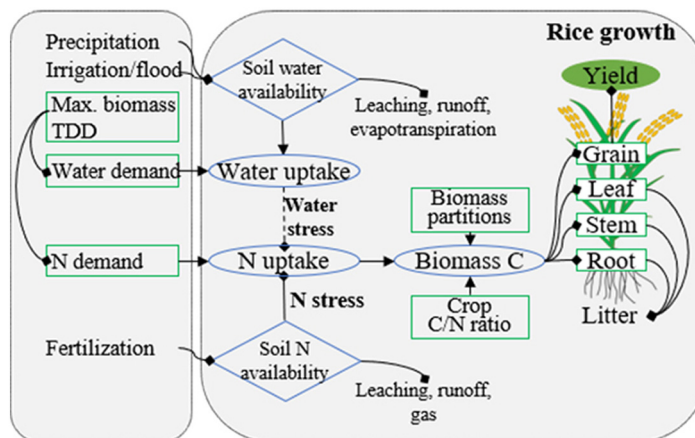 Precipitation
Irrigation/flood
Max. biomass
TDD
Water demand
N demand
Fertilization
Soil water
availability
Leaching, runoff,
evapotranspiration
Water uptake
Water
stress
N uptake
N stress
Soil N
availability
Leaching, runoff,
gas
Biomass
partitions
Biomass C
Crop
C/N ratio
Rice growth
Yield
Grain
Leaf
Stem
Root
Litter